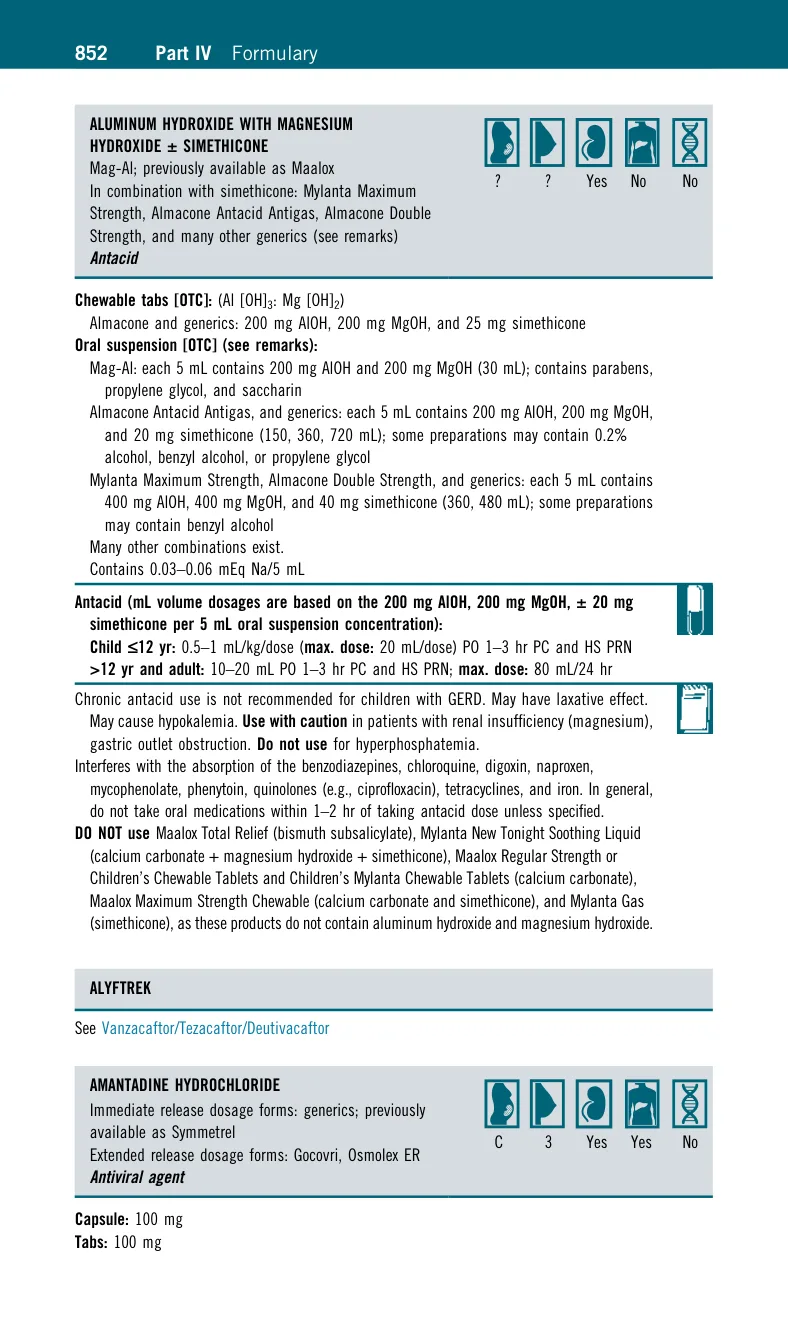 852 Part IV Formulary
ALUMINUM HYDROXIDE WITH MAGNESIUM
HYDROXIDE ± SIMETHICONE
Mag-Al; previously available as Maalox
In combination with simethicone: Mylanta Maximum
Strength, Almacone Antacid Antigas, Almacone Double
Strength, and many other generics (see remarks)
Antacid
? ? Yes No No
Chewable tabs [OTC]: (Al [OH]₃: Mg [OH]₂)
Almacone and generics: 200 mg AlOH, 200 mg MgOH, and 25 mg simethicone
Oral suspension [OTC] (see remarks):
Mag-Al: each 5 mL contains 200 mg AlOH and 200 mg MgOH (30 mL); contains parabens,
propylene glycol, and saccharin
Almacone Antacid Antigas, and generics: each 5 mL contains 200 mg AlOH, 200 mg MgOH,
and 20 mg simethicone (150, 360, 720 mL); some preparations may contain 0.2%
alcohol, benzyl alcohol, or propylene glycol
Mylanta Maximum Strength, Almacone Double Strength, and generics: each 5 mL contains
400 mg AlOH, 400 mg MgOH, and 40 mg simethicone (360, 480 mL); some preparations
may contain benzyl alcohol
Many other combinations exist.
Contains 0.03–0.06 mEq Na/5 mL
Antacid (mL volume dosages are based on the 200 mg AlOH, 200 mg MgOH, ± 20 mg
simethicone per 5 mL oral suspension concentration):
Child ≤12 yr: 0.5–1 mL/kg/dose (max. dose: 20 mL/dose) PO 1–3 hr PC and HS PRN
>12 yr and adult: 10–20 mL PO 1–3 hr PC and HS PRN; max. dose: 80 mL/24 hr
Chronic antacid use is not recommended for children with GERD. May have laxative effect.
May cause hypokalemia. Use with caution in patients with renal insufficiency (magnesium),
gastric outlet obstruction. Do not use for hyperphosphatemia.
Interferes with the absorption of the benzodiazepines, chloroquine, digoxin, naproxen,
mycophenolate, phenytoin, quinolones (e.g., ciprofloxacin), tetracyclines, and iron. In general,
do not take oral medications within 1–2 hr of taking antacid dose unless specified.
DO NOT use Maalox Total Relief (bismuth subsalicylate), Mylanta New Tonight Soothing Liquid
(calcium carbonate + magnesium hydroxide + simethicone), Maalox Regular Strength or
Children's Chewable Tablets and Children's Mylanta Chewable Tablets (calcium carbonate),
Maalox Maximum Strength Chewable (calcium carbonate and simethicone), and Mylanta Gas
(simethicone), as these products do not contain aluminum hydroxide and magnesium hydroxide.
ALYFTREK
See Vanzacaftor/Tezacaftor/Deutivacaftor
AMANTADINE HYDROCHLORIDE
Immediate release dosage forms: generics; previously
available as Symmetrel
Extended release dosage forms: Gocovri, Osmolex ER
Antiviral agent
C 3 Yes Yes No
Capsule: 100 mg
Tabs: 100 mg